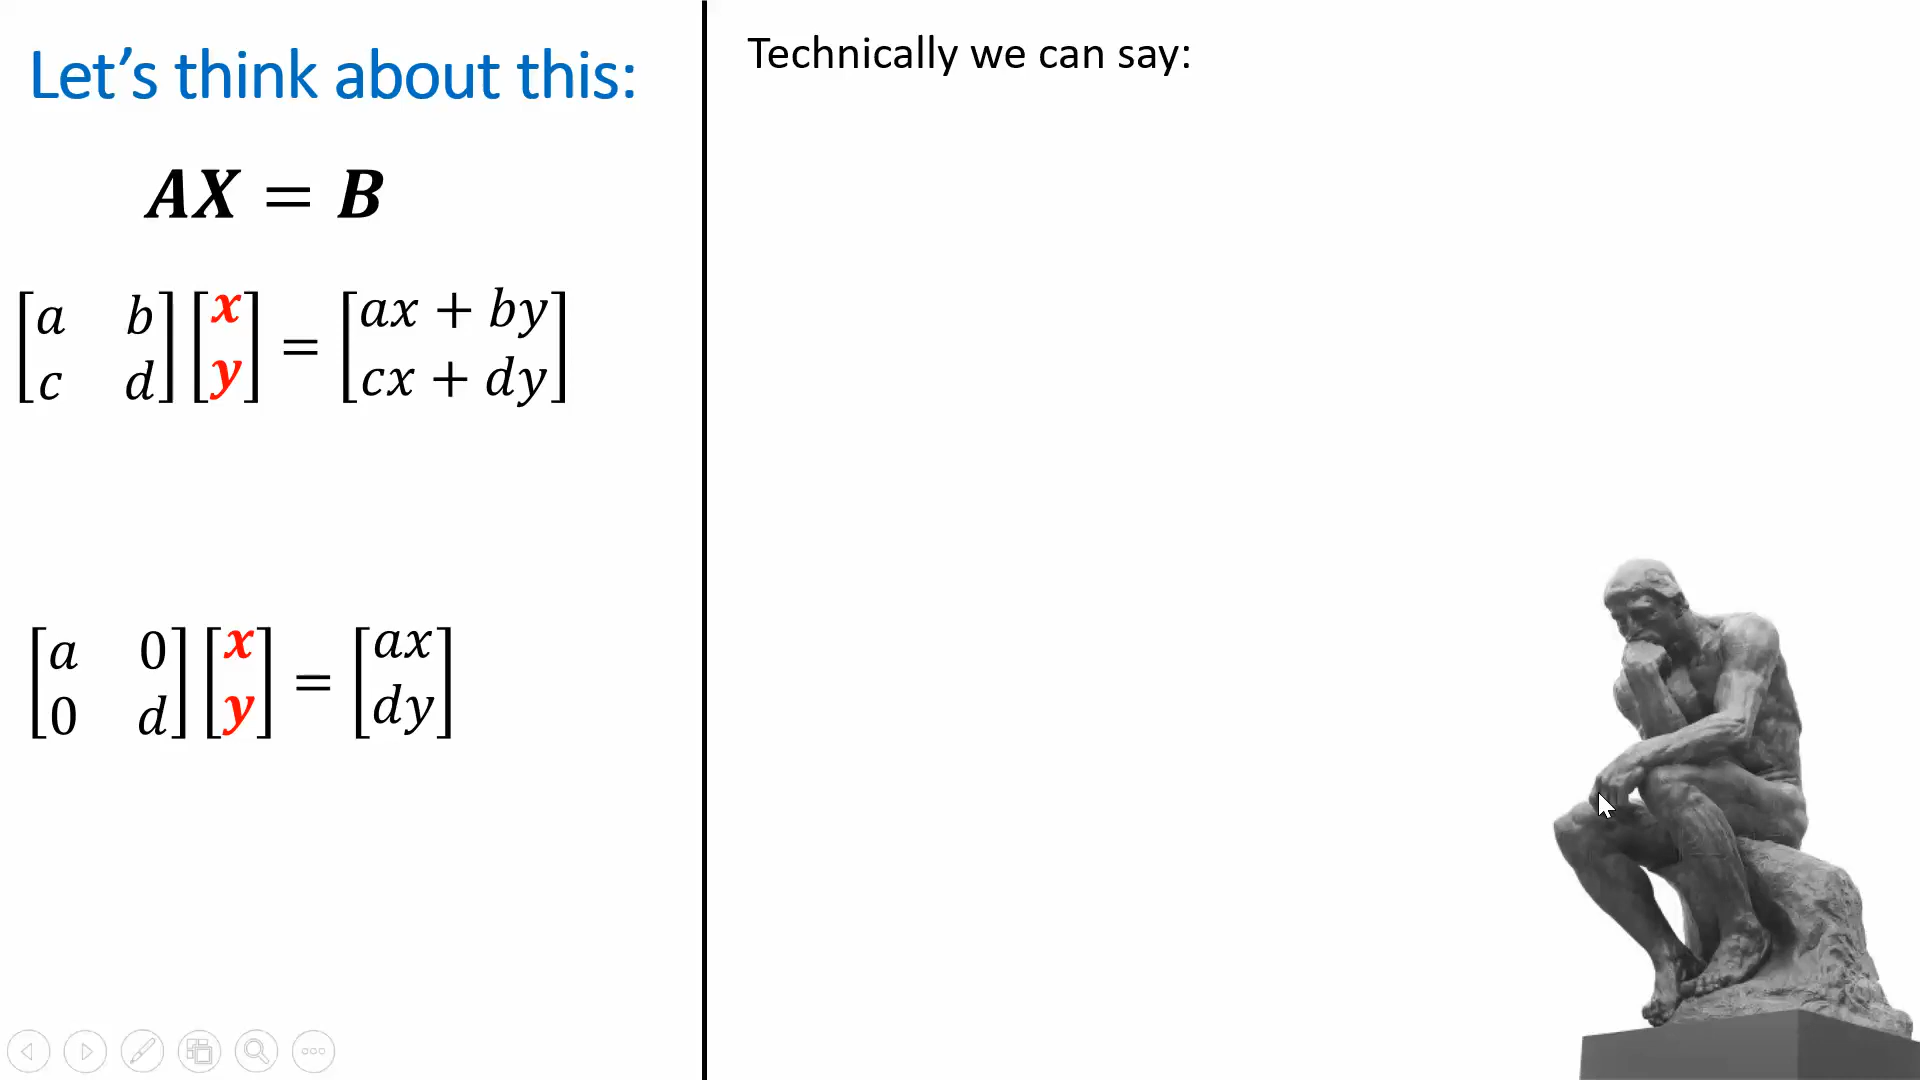 Let’s think about this:
AX = B
[a b; c d] [x; y] = [ax + by; cx + dy]
[a 0; 0 d] [x; y] = [ax; dy]
Technically we can say: